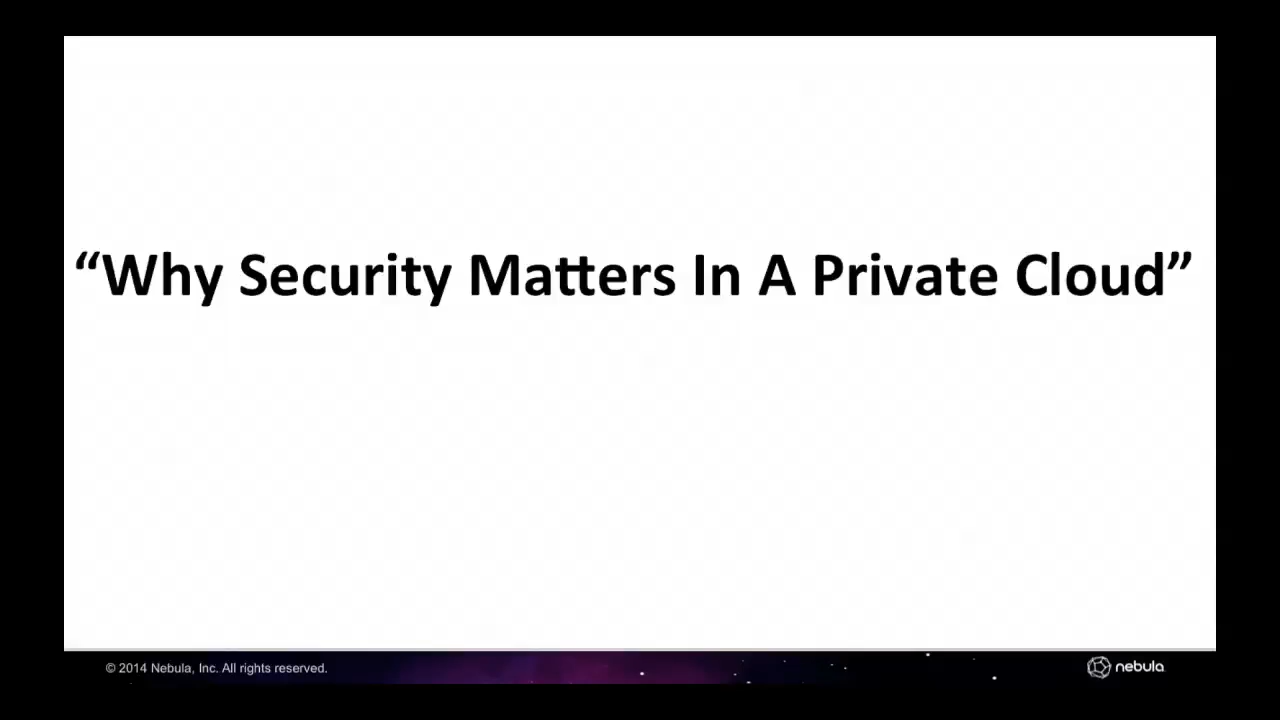 “Why Security Matters In A Private Cloud”
© 2014 Nebula, Inc. All rights reserved.
nebula